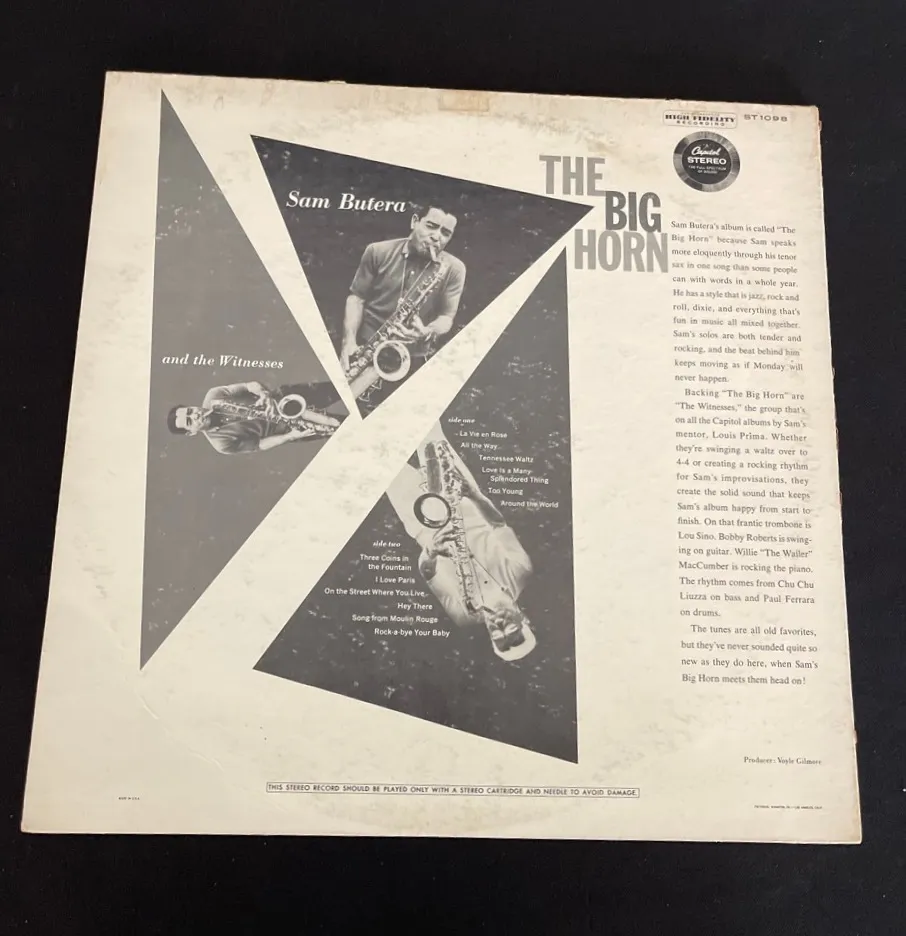 HIGH FIDELITY
RECORDING
ST1098
Capitol
STEREO
THE FULL SPECTRUM
OF SOUND
THE
BIG
HORN
Sam Butera
and the Witnesses
side one
La Vie en Rose
All the Way
Tennessee Waltz
Love Is a Many-
Splendored Thing
Too Young
Around the World
side two
Three Coins in
the Fountain
I Love Paris
On the Street Where You Live
Hey There
Song from Moulin Rouge
Rock-a-bye Your Baby
Sam Butera's album is called "The
Big Horn" because Sam speaks
more eloquently through his tenor
sax in one song than some people
can with words in a whole year.
He has a style that is jazz, rock and
roll, dixie, and everything that's
fun in music all mixed together.
Sam's solos are both tender and
rocking, and the beat behind him
keeps moving as if Monday will
never happen.
Backing "The Big Horn" are
"The Witnesses," the group that's
on all the Capitol albums by Sam's
mentor, Louis Prima. Whether
they're swinging a waltz over to
4-4 or creating a rocking rhythm
for Sam's improvisations, they
create the solid sound that keeps
Sam's album happy from start to
finish. On that frantic trombone is
Lou Sino. Bobby Roberts is swing-
ing on guitar. Willie "The Wailer"
MacCumber is rocking the piano.
The rhythm comes from Chu Chu
Liuzza on bass and Paul Ferrara
on drums.
The tunes are all old favorites,
but they've never sounded quite so
new as they do here, when Sam's
Big Horn meets them head on!
Producer: Voyle Gilmore
THIS STEREO RECORD SHOULD BE PLAYED ONLY WITH A STEREO CARTRIDGE AND NEEDLE TO AVOID DAMAGE.
MADE IN U.S.A.